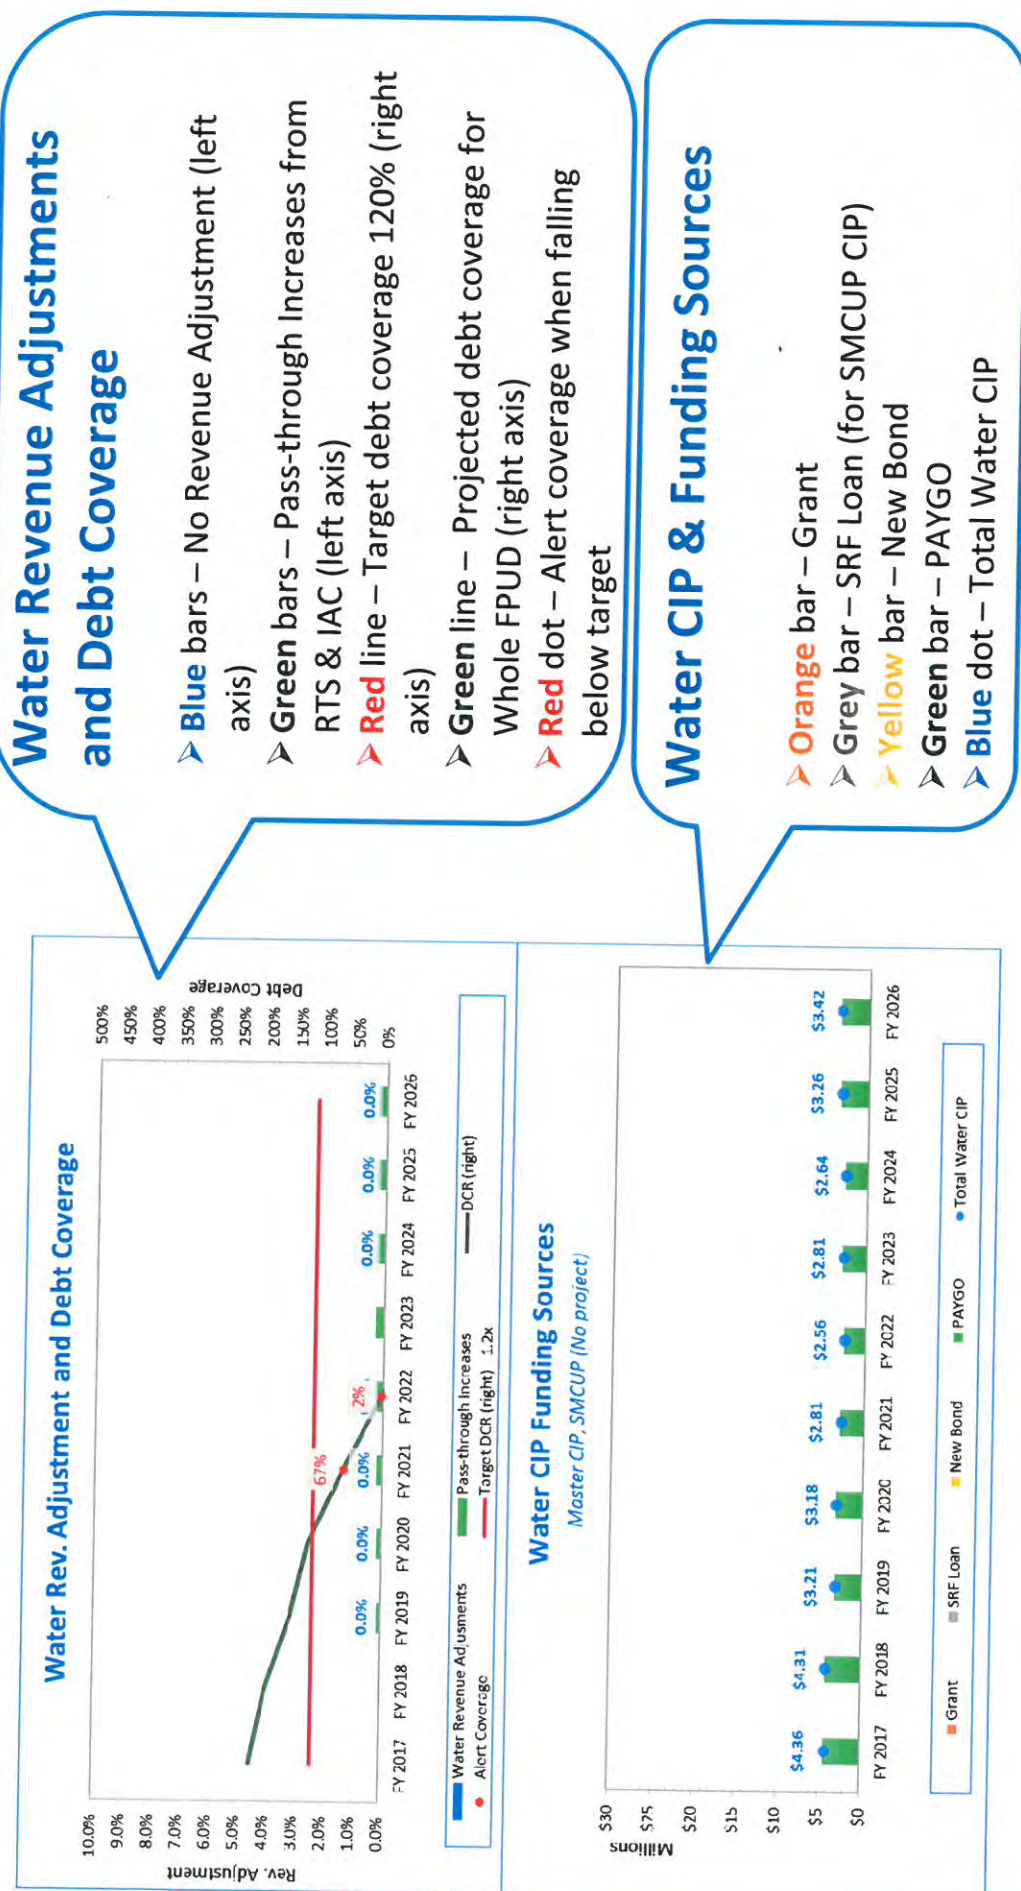 Water Revenue Adjustments
and Debt Coverage
➢ Blue bars – No Revenue Adjustment (left
axis)
➢ Green bars – Pass-through Increases from
RTS & IAC (left axis)
➢ Red line – Target debt coverage 120% (right
axis)
➢ Green line – Projected debt coverage for
Whole FPUD (right axis)
➢ Red dot – Alert coverage when falling
below target
Water CIP & Funding Sources
➢ Orange bar – Grant
➢ Grey bar – SRF Loan (for SMCUP CIP)
➢ Yellow bar – New Bond
➢ Green bar – PAYGO
➢ Blue dot – Total Water CIP
Water Rev. Adjustment and Debt Coverage
Rev. Adjustment
10.0%
9.0%
8.0%
7.0%
6.0%
5.0%
4.0%
3.0%
2.0%
1.0%
0.0%
Debt Coverage
500%
450%
400%
350%
300%
250%
200%
150%
100%
50%
0%
67%
2%
0.0% 0.0% 0.0% 0.0% 0.0% 0.0%
FY 2017 FY 2018 FY 2019 FY 2020 FY 2021 FY 2022 FY 2023 FY 2024 FY 2025 FY 2026
Water Revenue Adjusments Pass-through Increases DCR (right)
Alert Coverage Target DCR (right) 1.2x
Water CIP Funding Sources
Master CIP, SMCUP (No project)
Millions
$30
$25
$20
$15
$10
$5
$0
$4.36 $4.31 $3.21 $3.18 $2.81 $2.56 $2.81 $2.64 $3.26 $3.42
FY 2017 FY 2018 FY 2019 FY 2020 FY 2021 FY 2022 FY 2023 FY 2024 FY 2025 FY 2026
Grant SRF Loan New Bond PAYGO Total Water CIP